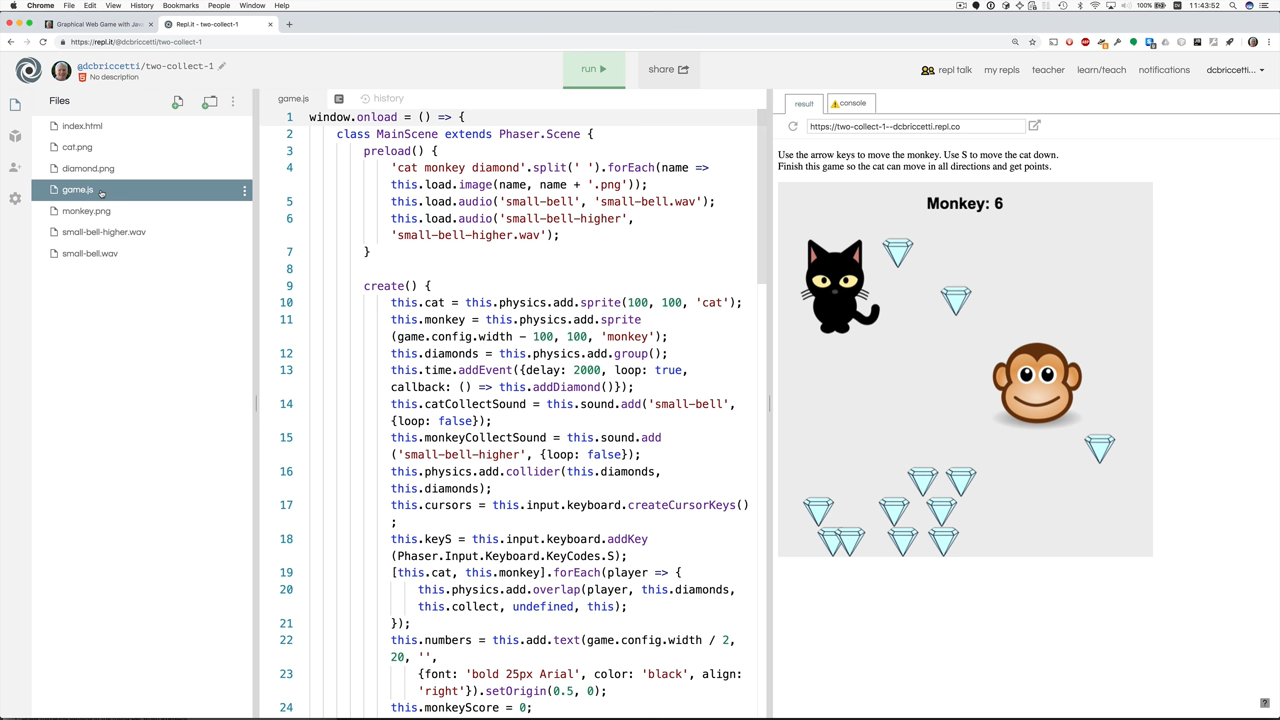 Chrome File Edit View History Bookmarks People Window Help 100% 11:43:52
Graphical Web Game with Jav
Repl.it - two-collect-1
https://repl.it/@dcbriccetti/two-collect-1
@dcbriccetti/two-collect-1
No description
run
share
repl talk my repls teacher learn/teach notifications dcbriccetti...
Files
index.html
cat.png
diamond.png
game.js
monkey.png
small-bell-higher.wav
small-bell.wav
game.js history
1 window.onload = () => {
2 class MainScene extends Phaser.Scene {
3 preload() {
4 'cat monkey diamond'.split(' ').forEach(name =>
this.load.image(name, name + '.png'));
5 this.load.audio('small-bell', 'small-bell.wav');
6 this.load.audio('small-bell-higher',
'small-bell-higher.wav');
7 }
8
9 create() {
10 this.cat = this.physics.add.sprite(100, 100, 'cat');
11 this.monkey = this.physics.add.sprite
(game.config.width - 100, 100, 'monkey');
12 this.diamonds = this.physics.add.group();
13 this.time.addEvent({delay: 2000, loop: true,
callback: () => this.addDiamond()});
14 this.catCollectSound = this.sound.add('small-bell',
{loop: false});
15 this.monkeyCollectSound = this.sound.add
('small-bell-higher', {loop: false});
16 this.physics.add.collider(this.diamonds,
this.diamonds);
17 this.cursors = this.input.keyboard.createCursorKeys()
;
18 this.keyS = this.input.keyboard.addKey
(Phaser.Input.Keyboard.KeyCodes.S);
19 [this.cat, this.monkey].forEach(player => {
20 this.physics.add.overlap(player, this.diamonds,
this.collect, undefined, this);
21 });
22 this.numbers = this.add.text(game.config.width / 2,
20, '',
23 {font: 'bold 25px Arial', color: 'black', align:
'right'}).setOrigin(0.5, 0);
24 this.monkeyScore = 0;
result console
https://two-collect-1--dcbriccetti.repl.co
Use the arrow keys to move the monkey. Use S to move the cat down.
Finish this game so the cat can move in all directions and get points.
Monkey: 6
?